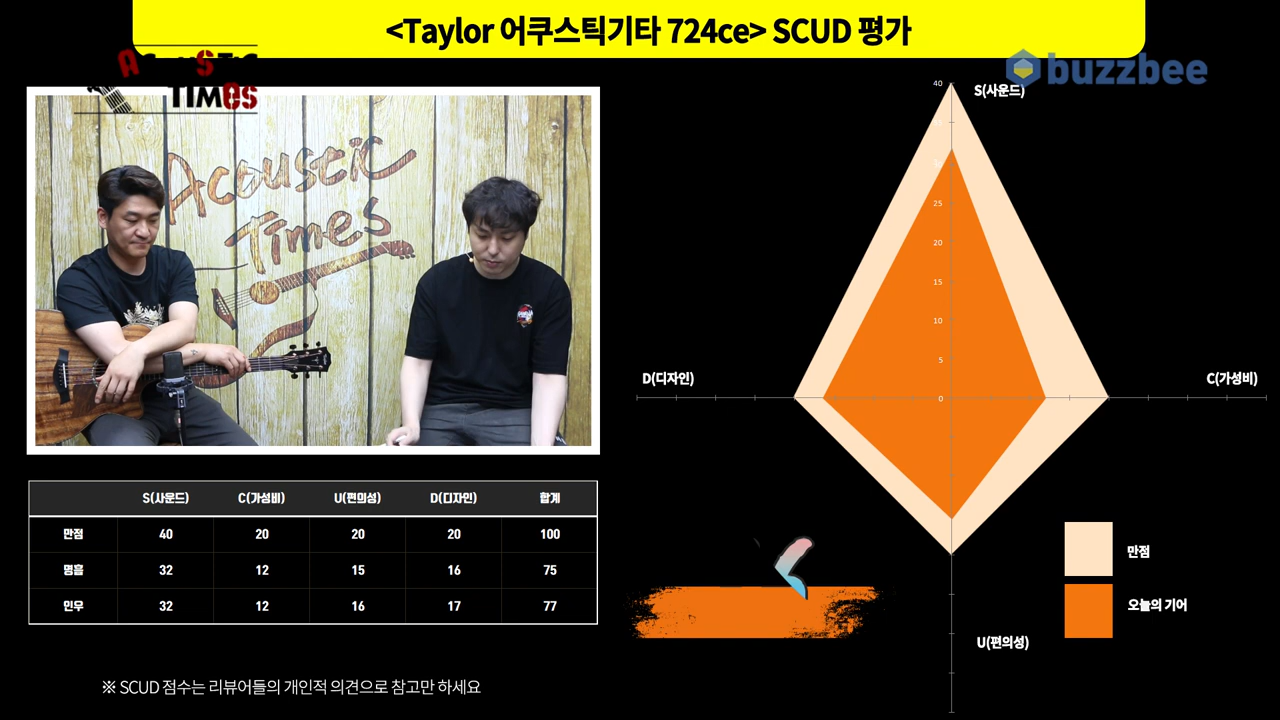 <Taylor 어쿠스틱기타 724ce> SCUD 평가
ACOUSTIC
TIMES
buzzbee
Acoustic
Times
S(사운드)
40
25
20
15
10
5
0
D(디자인)
C(가성비)
U(편의성)
만점
오늘의 기어
S(사운드) C(가성비) U(편의성) D(디자인) 합계
만점 40 20 20 20 100
명흠 32 12 15 16 75
민우 32 12 16 17 77
※ SCUD 점수는 리뷰어들의 개인적 의견으로 참고만 하세요